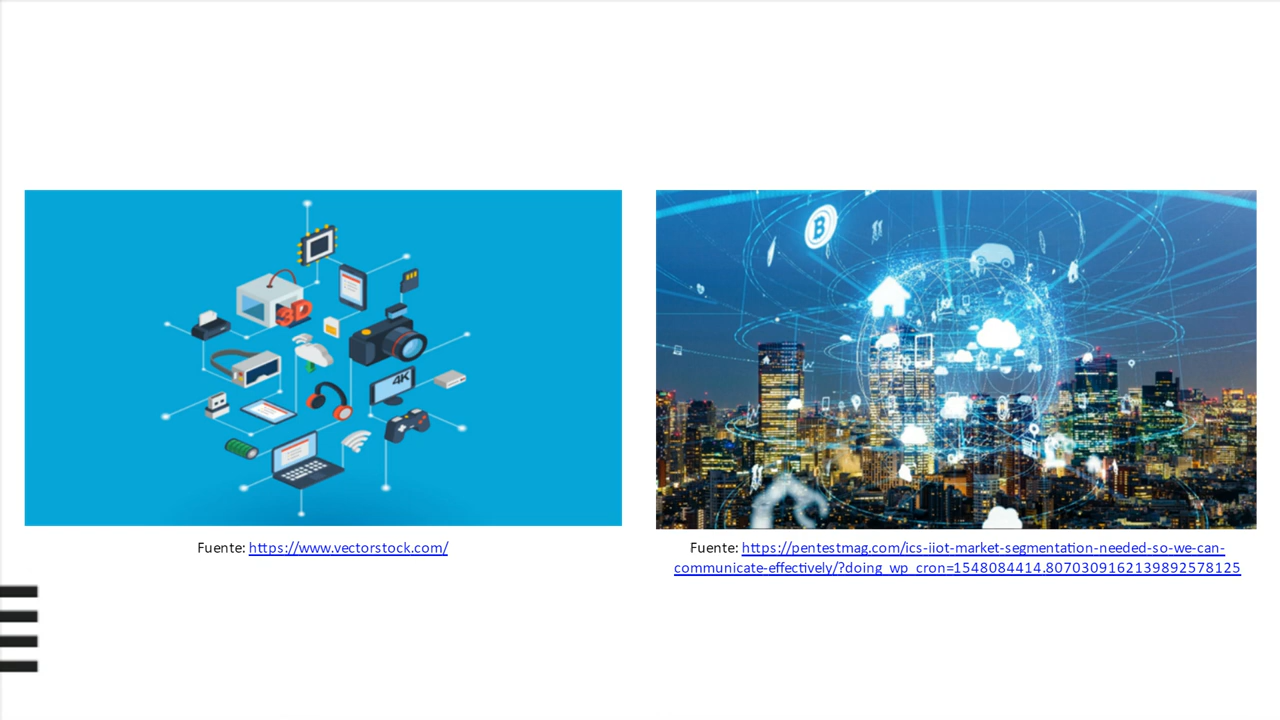 3D
4K
B
Fuente: https://www.vectorstock.com/
Fuente: https://pentestmag.com/ics-iiot-market-segmentation-needed-so-we-can-
communicate-effectively/?doing_wp_cron=1548084414.8070309162139892578125